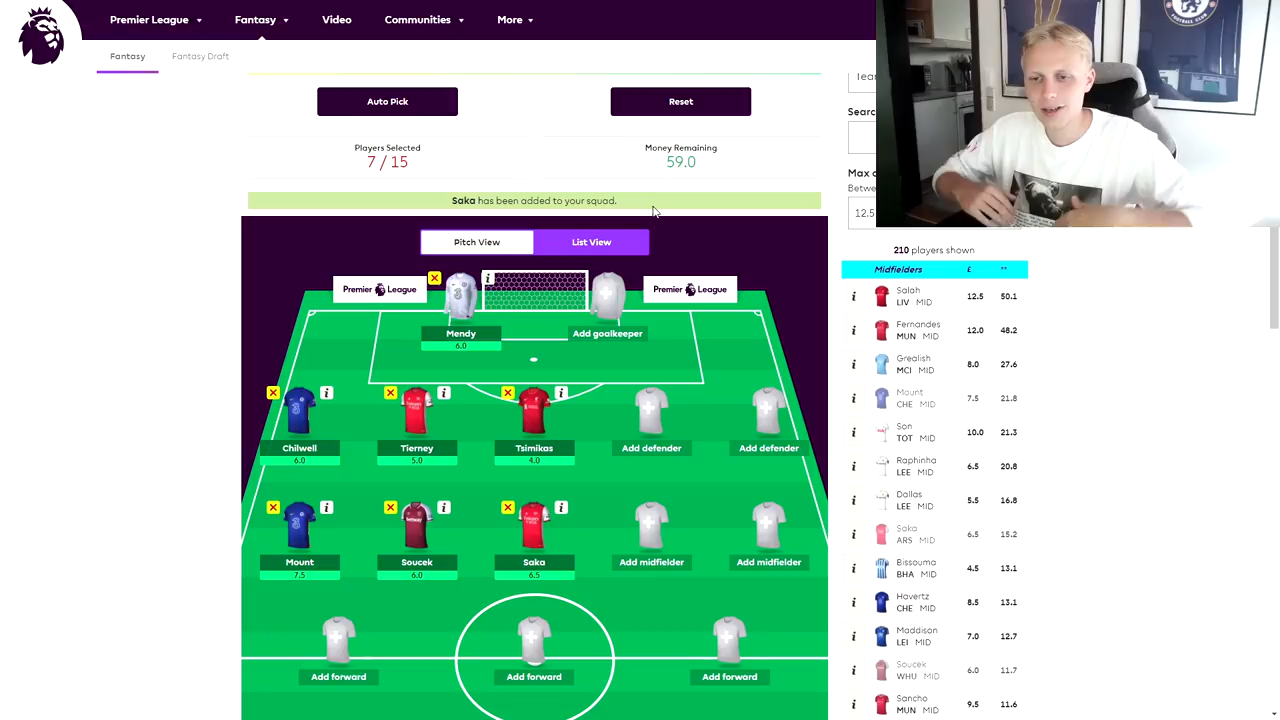 Premier League
Fantasy
Video
Communities
More
Fantasy
Fantasy Draft
Auto Pick
Reset
Players Selected
7 / 15
Money Remaining
59.0
Saka has been added to your squad.
Pitch View
List View
Premier League
Premier League
Mendy
6.0
Add goalkeeper
Chilwell
6.0
Tierney
5.0
Tsimikas
4.0
Add defender
Add defender
Mount
7.5
Soucek
6.0
Saka
6.5
Add midfielder
Add midfielder
Add forward
Add forward
Add forward
12.5
210 players shown
Midfielders £ **
Salah 12.5 50.1
LIV MID
Fernandes 12.0 48.2
MUN MID
Grealish 8.0 27.6
MCI MID
Mount 7.5 21.8
CHE MID
Son 10.0 21.3
TOT MID
Raphinha 6.5 20.8
LEE MID
Dallas 5.5 16.8
LEE MID
Saka 6.5 15.2
ARS MID
Bissouma 4.5 13.1
BHA MID
Havertz 8.5 13.1
CHE MID
Maddison 7.0 12.7
LEI MID
Soucek 6.0 11.7
WHU MID
Sancho 9.5 11.6
MUN MID